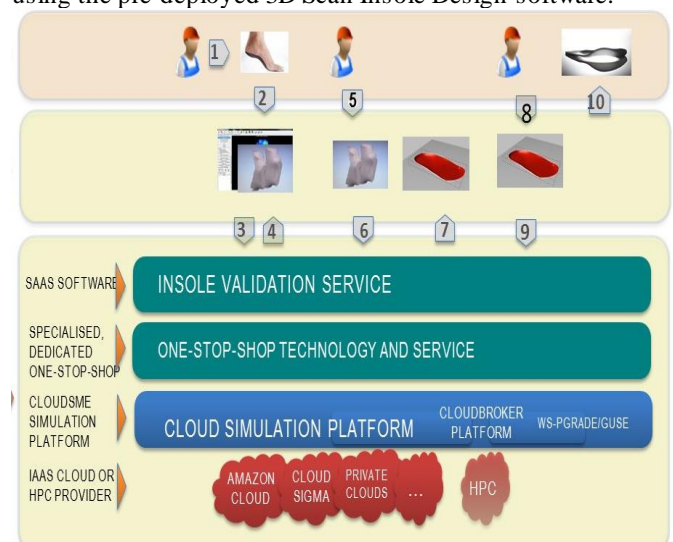 using the pre-deployed 3D Scan Insole Design software.
1
2
5
8
10
3
4
6
7
9
SAAS SOFTWARE
INSOLE VALIDATION SERVICE
SPECIALISED,
DEDICATED
ONE-STOP-SHOP
ONE-STOP-SHOP TECHNOLOGY AND SERVICE
CLOUDSME
SIMULATION
PLATFORM
CLOUD SIMULATION PLATFORM
CLOUDBROKER
PLATFORM
WS-PGRADE/GUSE
IAAS CLOUD OR
HPC PROVIDER
AMAZON
CLOUD
CLOUD
SIGMA
PRIVATE
CLOUDS
...
HPC